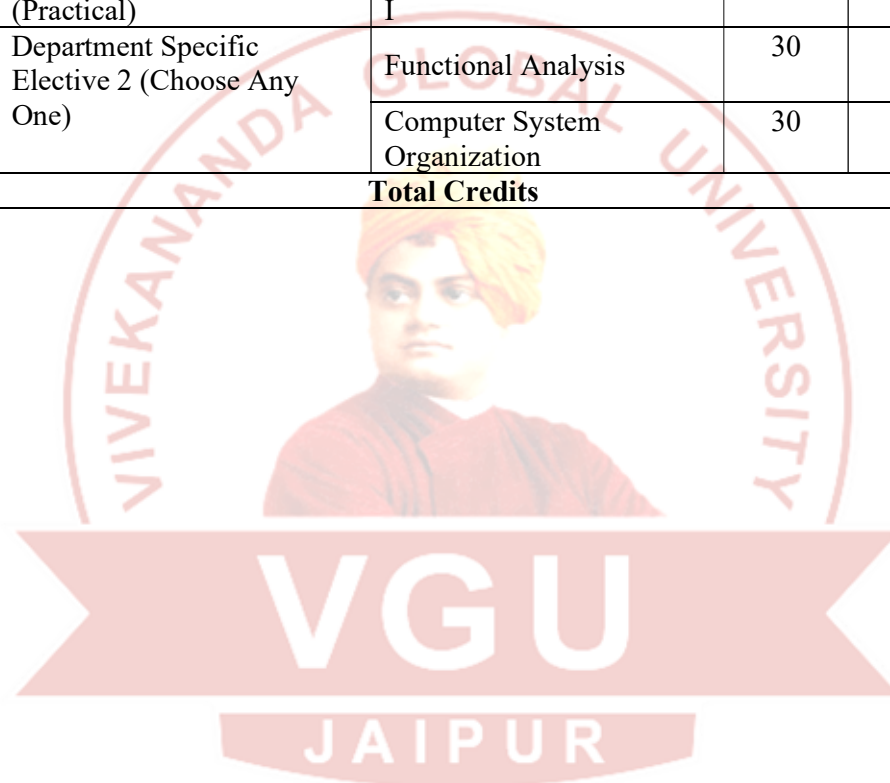 (Practical)
I
Department Specific
Elective 2 (Choose Any
One)
Functional Analysis
30
Computer System
Organization
30
Total Credits
VIVEKANANDA GLOBAL UNIVERSITY
VGU
JAIPUR